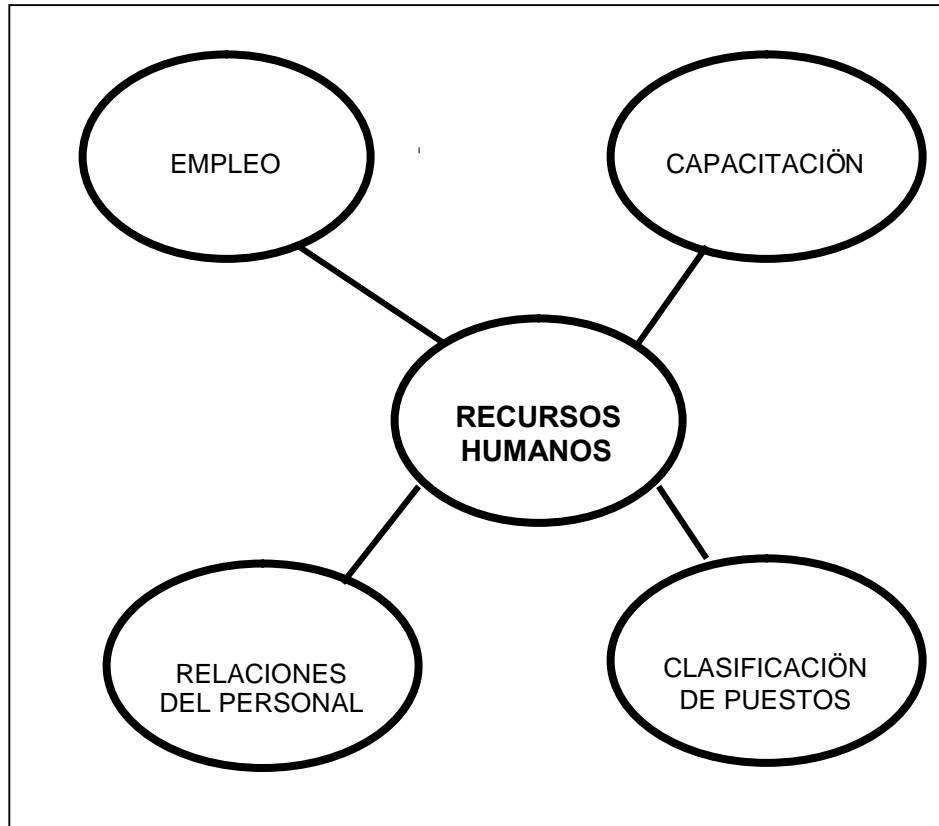 EMPLEO
CAPACITACIÖN
RECURSOS
HUMANOS
RELACIONES
DEL PERSONAL
CLASIFICACIÖN
DE PUESTOS